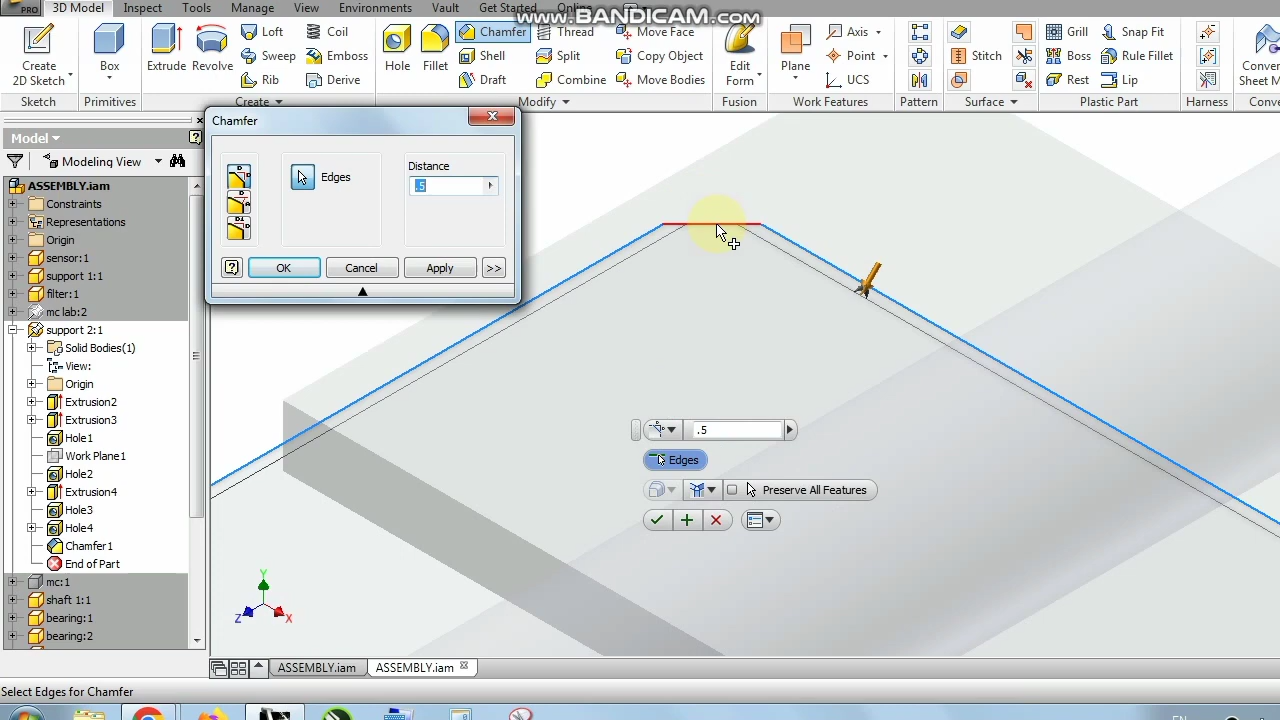 PRO
3D Model
Inspect
Tools
Manage
View
Environments
Vault
Get Started
Online
www.BANDICAM.com
Create
2D Sketch
Box
Extrude
Revolve
Loft
Sweep
Rib
Coil
Emboss
Derive
Hole
Fillet
Chamfer
Shell
Draft
Thread
Split
Combine
Move Face
Copy Object
Move Bodies
Edit
Form
Plane
Axis
Point
UCS
Stitch
Grill
Boss
Rest
Snap Fit
Rule Fillet
Lip
Sketch
Primitives
Create
Modify
Fusion
Work Features
Pattern
Surface
Plastic Part
Harness
Model
Modeling View
ASSEMBLY.iam
Constraints
Representations
Origin
sensor:1
support 1:1
filter:1
mc lab:2
support 2:1
Solid Bodies(1)
View:
Origin
Extrusion2
Extrusion3
Hole1
Work Plane1
Hole2
Extrusion4
Hole3
Hole4
Chamfer1
End of Part
mc:1
shaft 1:1
bearing:1
bearing:2
Chamfer
Edges
Distance
.5
OK
Cancel
Apply
>>
.5
Edges
Preserve All Features
Y
Z
X
ASSEMBLY.iam
ASSEMBLY.iam
Select Edges for Chamfer
EN